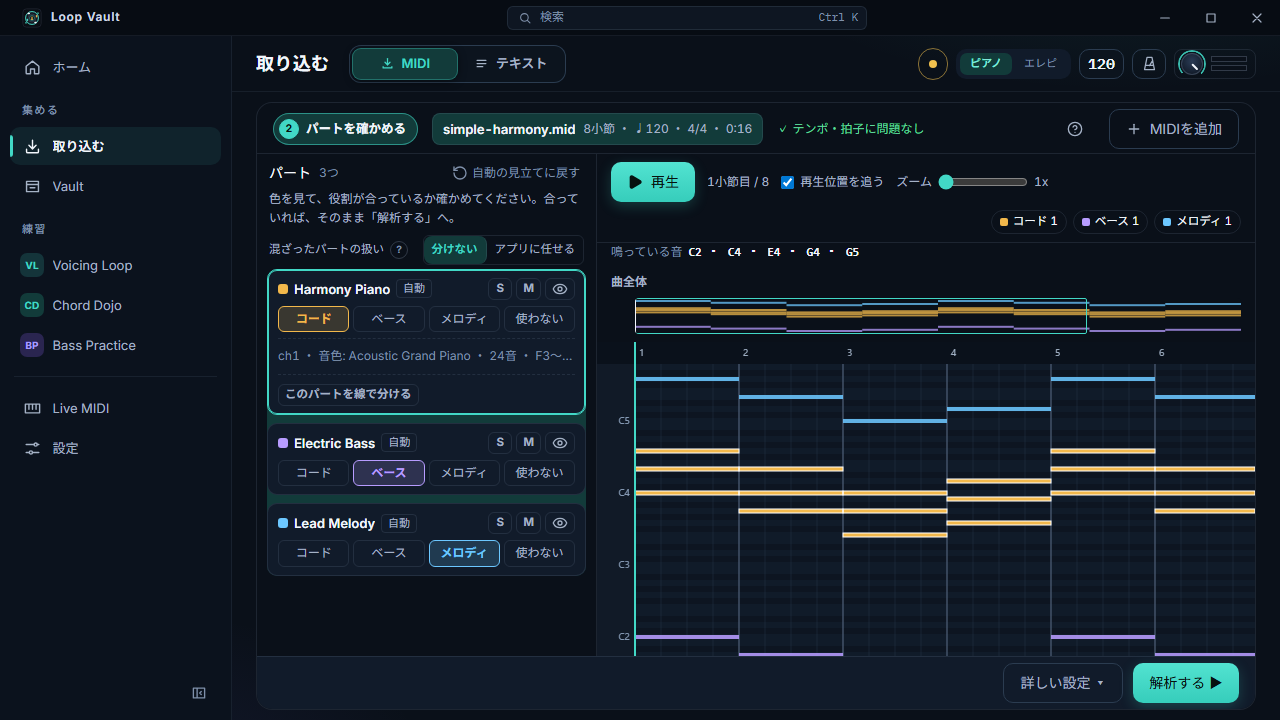 Loop Vault
検索
Ctrl K
ホーム
集める
取り込む
Vault
練習
VL Voicing Loop
CD Chord Dojo
BP Bass Practice
Live MIDI
設定
取り込む
MIDI
テキスト
ピアノ
エレピ
120
2 パートを確かめる
simple-harmony.mid 8小節 • ♩120 • 4/4 • 0:16
✓ テンポ・拍子に問題なし
?
+ MIDIを追加
パート 3つ
自動の見立てに戻す
色を見て、役割が合っているか確かめてください。合って
いれば、そのまま「解析する」へ。
混ざったパートの扱い ?
分けない
アプリに任せる
Harmony Piano 自動 S M
コード ベース メロディ 使わない
ch1 • 音色: Acoustic Grand Piano • 24音 • F3〜…
このパートを線で分ける
Electric Bass 自動 S M
コード ベース メロディ 使わない
Lead Melody 自動 S M
コード ベース メロディ 使わない
▶ 再生
1小節目 / 8
再生位置を追う
ズーム
1x
コード 1
ベース 1
メロディ 1
鳴っている音 C2 - C4 - E4 - G4 - G5
曲全体
1 2 3 4 5 6
C5
C4
C3
C2
詳しい設定 ▾
解析する ▶